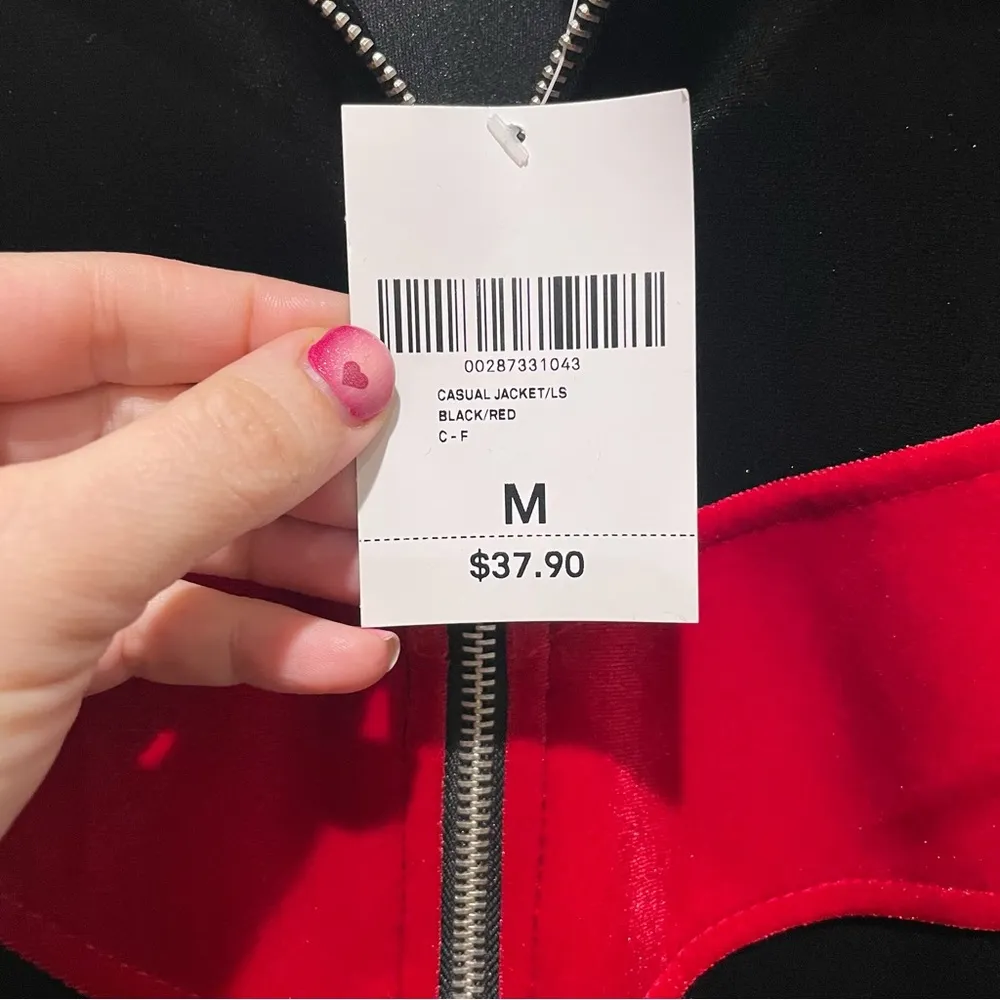 00287331043
CASUAL JACKET/LS
BLACK/RED
C-F
M
$37.90